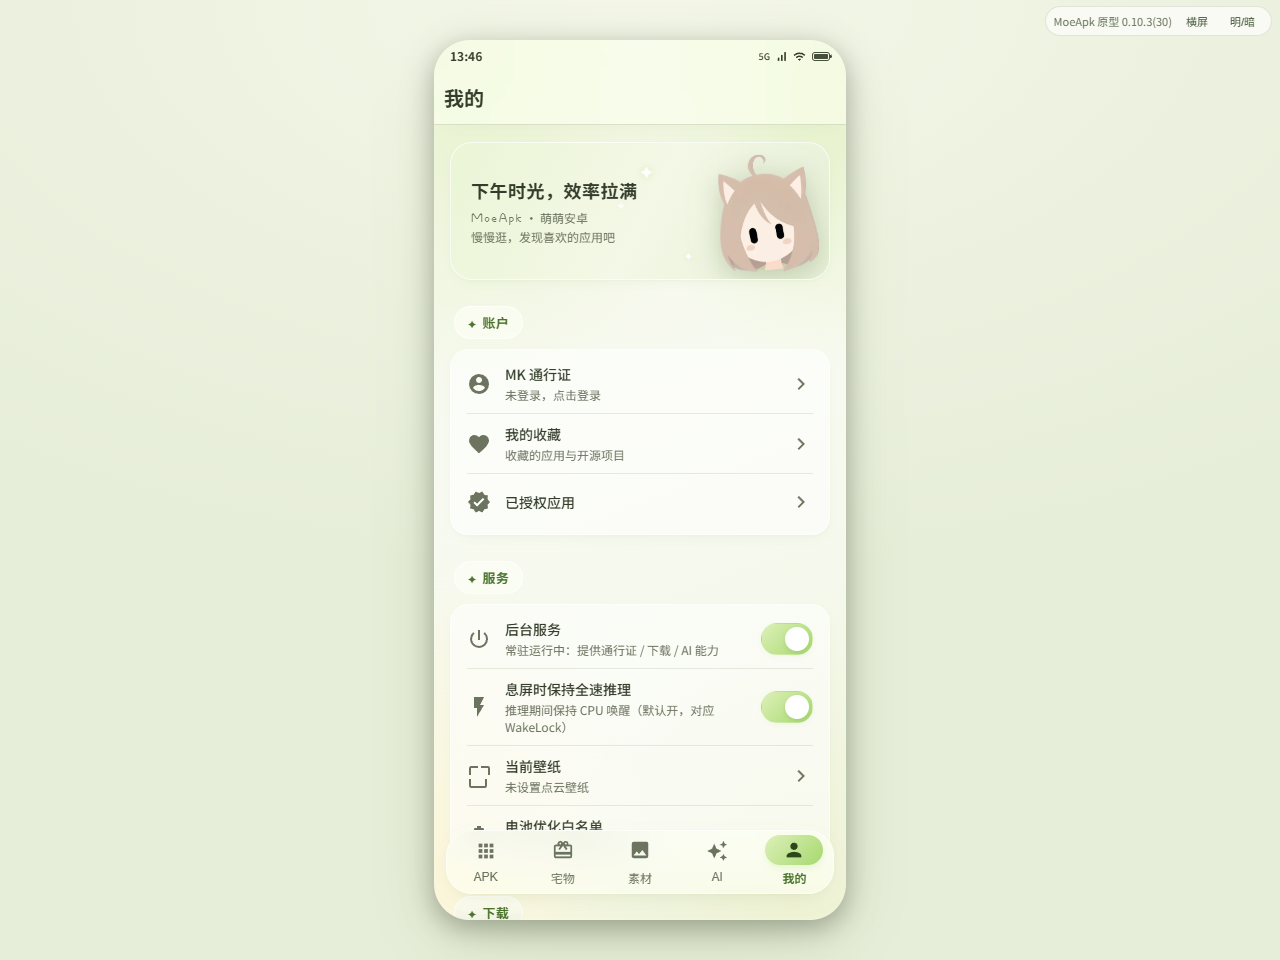 MoeApk 原型 0.10.3(30) 横屏 明/暗
13:46 5G
我的
下午时光，效率拉满
MoeApk · 萌萌安卓
慢慢逛，发现喜欢的应用吧
账户
MK 通行证
未登录，点击登录
我的收藏
收藏的应用与开源项目
已授权应用
服务
后台服务
常驻运行中：提供通行证 / 下载 / AI 能力
息屏时保持全速推理
推理期间保持 CPU 唤醒（默认开，对应
WakeLock）
当前壁纸
未设置点云壁纸
电池优化白名单
APK 宅物 素材 AI 我的
下载